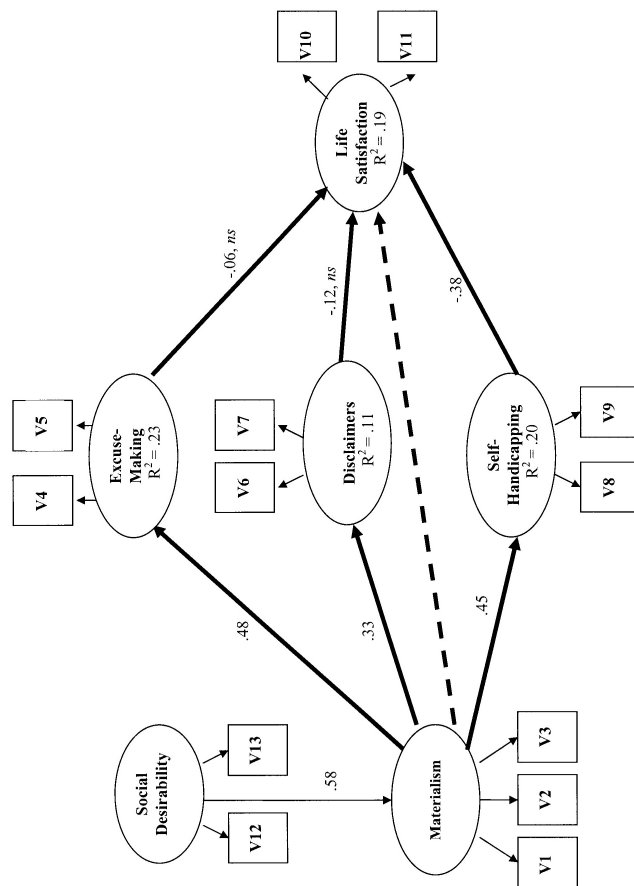 V4
V5
Excuse-
Making
R² = .23
Social
Desirability
V12
V13
V6
V7
-.06, ns
.48
V10
.58
-.12, ns
Disclaimers
R² = .11
Life
Satisfaction
R² = .19
.33
V11
Materialism
-.38
.45
Self-
Handicapping
R² = .20
V1
V2
V3
V8
V9